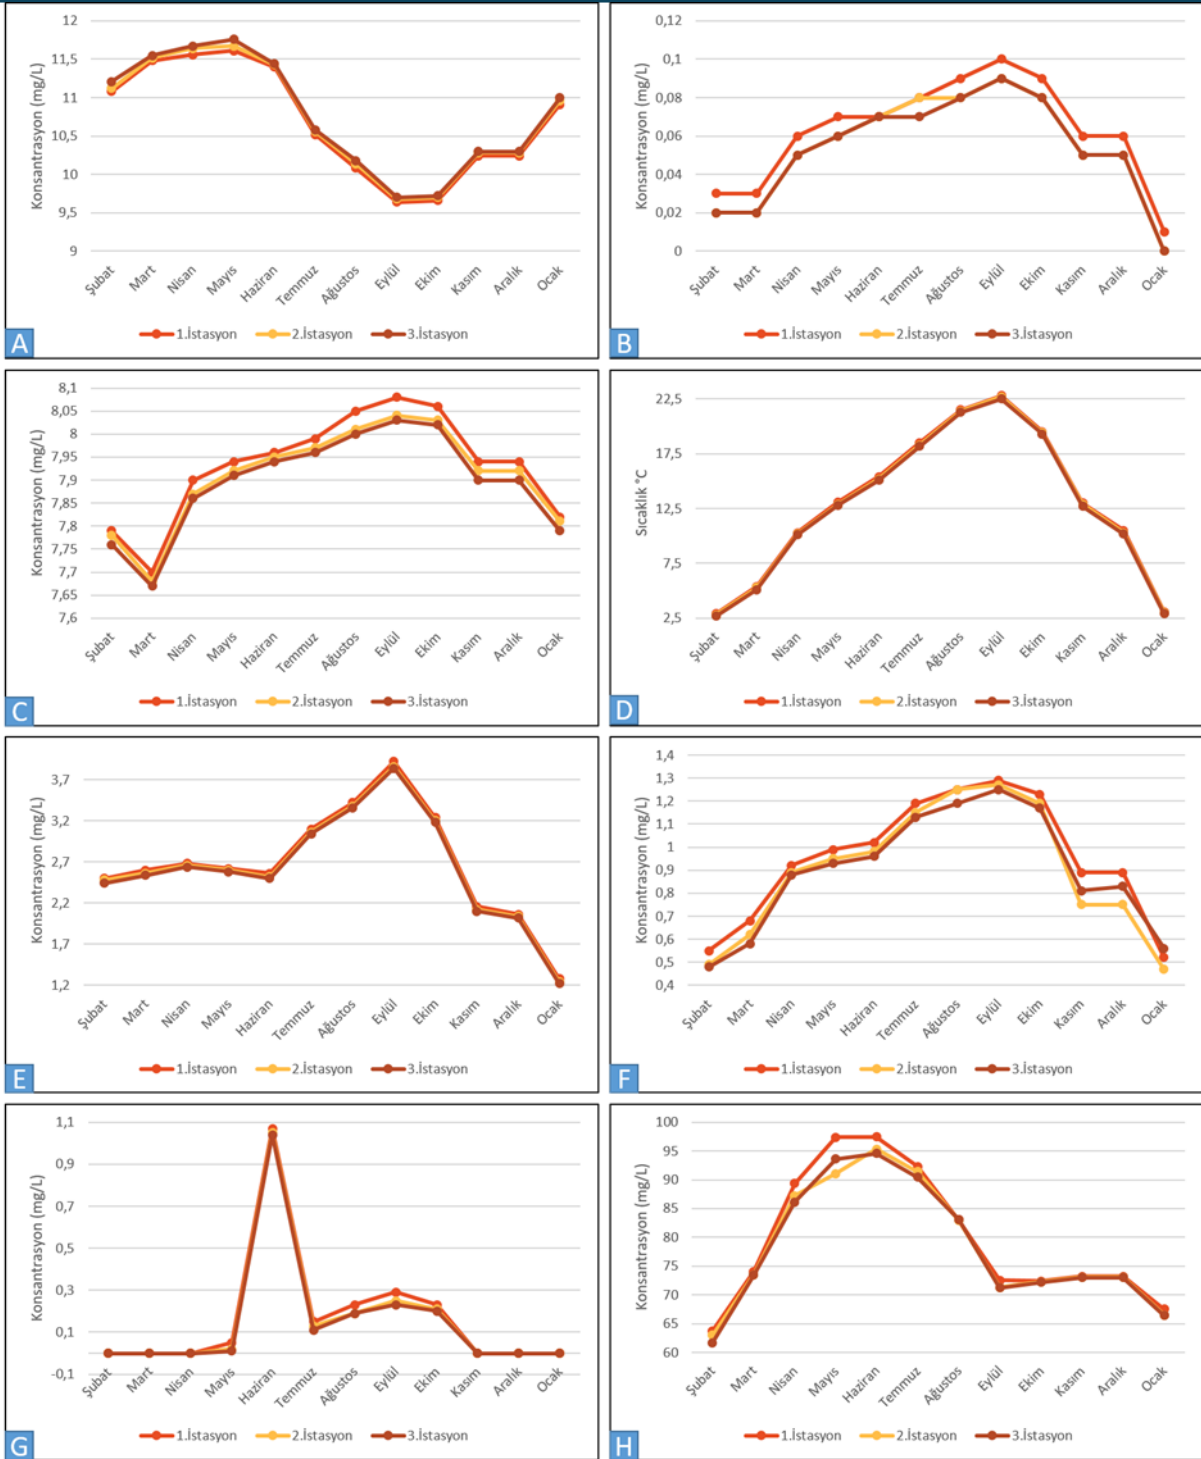 Konsantrasyon (mg/L)
12
11,5
11
10,5
10
9,5
9
Şubat Mart Nisan Mayıs Haziran Temmuz Ağustos Eylül Ekim Kasım Aralık Ocak
1.İstasyon 2.İstasyon 3.İstasyon
A
Konsantrasyon (mg/L)
0,12
0,1
0,08
0,06
0,04
0,02
0
Şubat Mart Nisan Mayıs Haziran Temmuz Ağustos Eylül Ekim Kasım Aralık Ocak
1.İstasyon 2.İstasyon 3.İstasyon
B
Konsantrasyon (mg/L)
8,1
8,05
8
7,95
7,9
7,85
7,8
7,75
7,7
7,65
7,6
Şubat Mart Nisan Mayıs Haziran Temmuz Ağustos Eylül Ekim Kasım Aralık Ocak
1.İstasyon 2.İstasyon 3.İstasyon
C
Sıcaklık °C
22,5
17,5
12,5
7,5
2,5
Şubat Mart Nisan Mayıs Haziran Temmuz Ağustos Eylül Ekim Kasım Aralık Ocak
1.İstasyon 2.İstasyon 3.İstasyon
D
Konsantrasyon (mg/L)
3,7
3,2
2,7
2,2
1,7
1,2
Şubat Mart Nisan Mayıs Haziran Temmuz Ağustos Eylül Ekim Kasım Aralık Ocak
1.İstasyon 2.İstasyon 3.İstasyon
E
Konsantrasyon (mg/L)
1,4
1,3
1,2
1,1
1
0,9
0,8
0,7
0,6
0,5
0,4
Şubat Mart Nisan Mayıs Haziran Temmuz Ağustos Eylül Ekim Kasım Aralık Ocak
1.İstasyon 2.İstasyon 3.İstasyon
F
Konsantrasyon (mg/L)
1,1
0,9
0,7
0,5
0,3
0,1
-0,1
Şubat Mart Nisan Mayıs Haziran Temmuz Ağustos Eylül Ekim Kasım Aralık Ocak
1.İstasyon 2.İstasyon 3.İstasyon
G
Konsantrasyon (mg/L)
100
95
90
85
80
75
70
65
60
Şubat Mart Nisan Mayıs Haziran Temmuz Ağustos Eylül Ekim Kasım Aralık Ocak
1.İstasyon 2.İstasyon 3.İstasyon
H